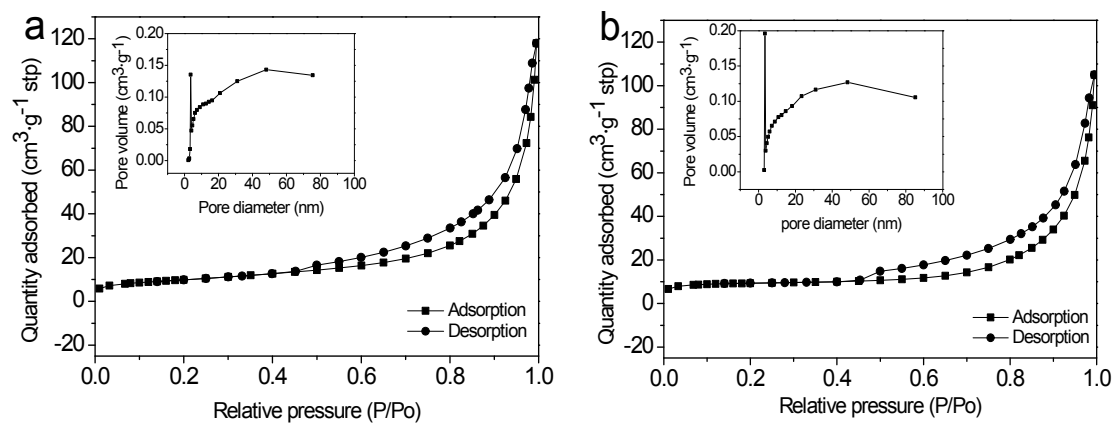 a
Quantity adsorbed (cm³·g⁻¹ stp)
120
100
80
60
40
20
0
-20
0.0 0.2 0.4 0.6 0.8 1.0
Relative pressure (P/Po)
Adsorption
Desorption
Pore volume (cm³·g⁻¹)
0.20
0.15
0.10
0.05
0.00
0 20 40 60 80 100
Pore diameter (nm)
b
Quantity adsorbed (cm³·g⁻¹ stp)
120
100
80
60
40
20
0
-20
0.0 0.2 0.4 0.6 0.8 1.0
Relative pressure (P/Po)
Adsorption
Desorption
Pore volume (cm³·g⁻¹)
0.20
0.15
0.10
0.05
0.00
0 20 40 60 80 100
pore diameter (nm)